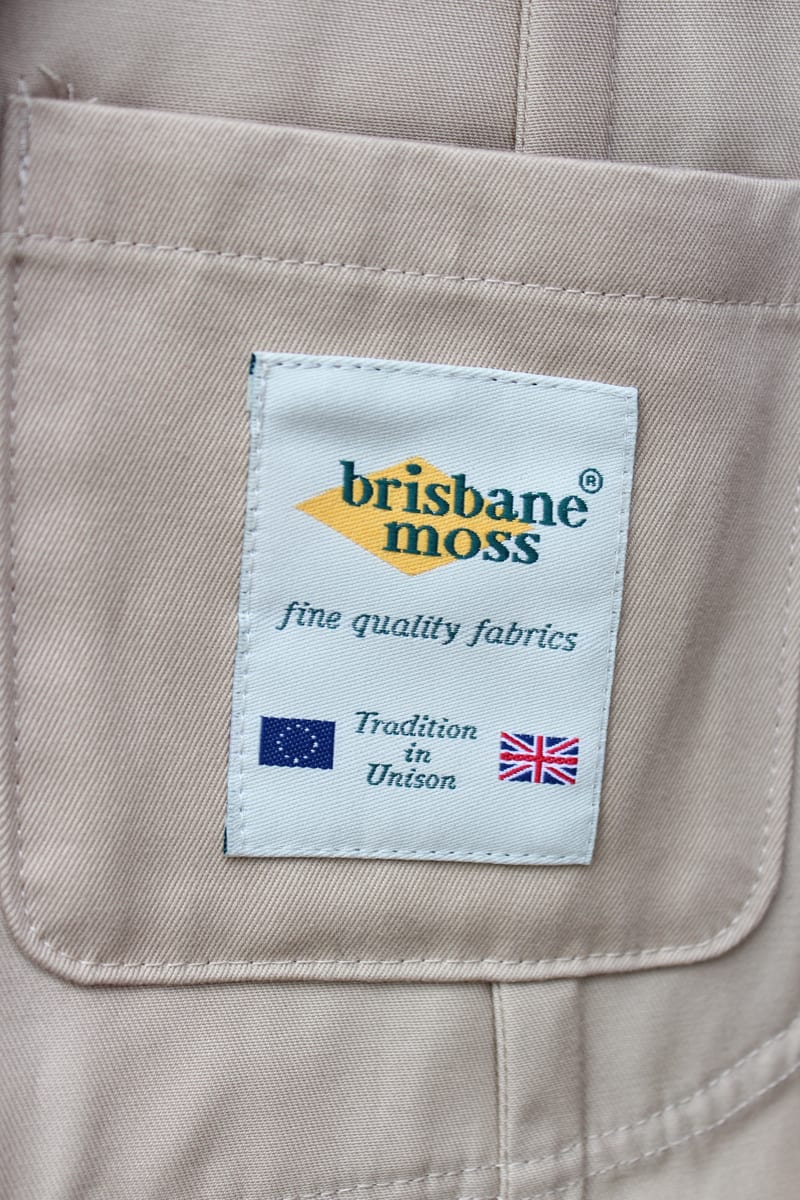 brisbane®
moss
fine quality fabrics
Tradition
in
Unison